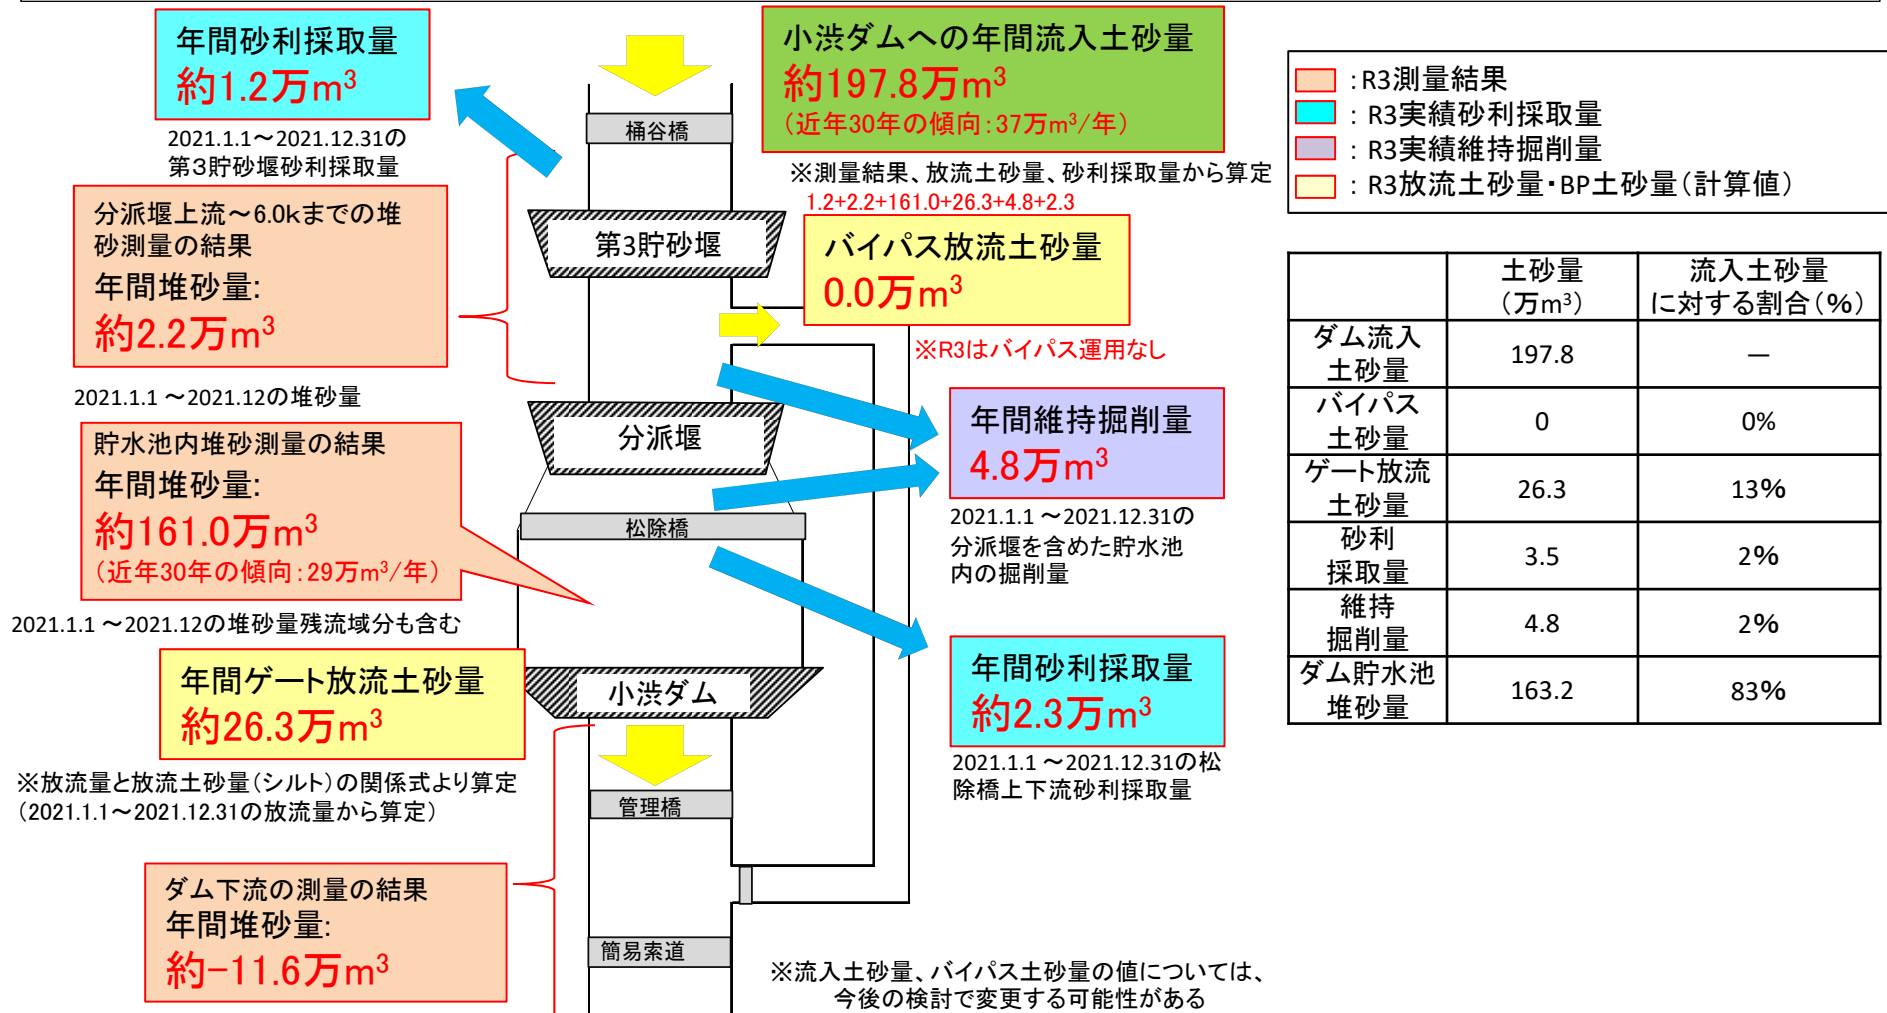 年間砂利採取量
約1.2万m³
2021.1.1～2021.12.31の
第3貯砂堰砂利採取量
小渋ダムへの年間流入土砂量
約197.8万m³
（近年30年の傾向：37万m³/年）
※測量結果、放流土砂量、砂利採取量から算定
1.2+2.2+161.0+26.3+4.8+2.3
：R3測量結果
：R3実績砂利採取量
：R3実績維持掘削量
：R3放流土砂量・BP土砂量（計算値）
桶谷橋
分派堰上流～6.0kまでの堆
砂測量の結果
年間堆砂量：
約2.2万m³
2021.1.1 ～2021.12の堆砂量
第3貯砂堰
バイパス放流土砂量
0.0万m³
※R3はバイパス運用なし
分派堰
年間維持掘削量
4.8万m³
2021.1.1 ～2021.12.31の
分派堰を含めた貯水池
内の掘削量
貯水池内堆砂測量の結果
年間堆砂量：
約161.0万m³
（近年30年の傾向：29万m³/年）
2021.1.1 ～2021.12の堆砂量残流域分も含む
松除橋
年間ゲート放流土砂量
約26.3万m³
※放流量と放流土砂量（シルト）の関係式より算定
（2021.1.1～2021.12.31の放流量から算定）
小渋ダム
年間砂利採取量
約2.3万m³
2021.1.1 ～2021.12.31の松
除橋上下流砂利採取量
管理橋
ダム下流の測量の結果
年間堆砂量：
約−11.6万m³
簡易索道
※流入土砂量、バイパス土砂量の値については、
今後の検討で変更する可能性がある
土砂量
（万m³）
流入土砂量
に対する割合（%）
ダム流入
土砂量
197.8
―
バイパス
土砂量
0
0%
ゲート放流
土砂量
26.3
13%
砂利
採取量
3.5
2%
維持
掘削量
4.8
2%
ダム貯水池
堆砂量
163.2
83%